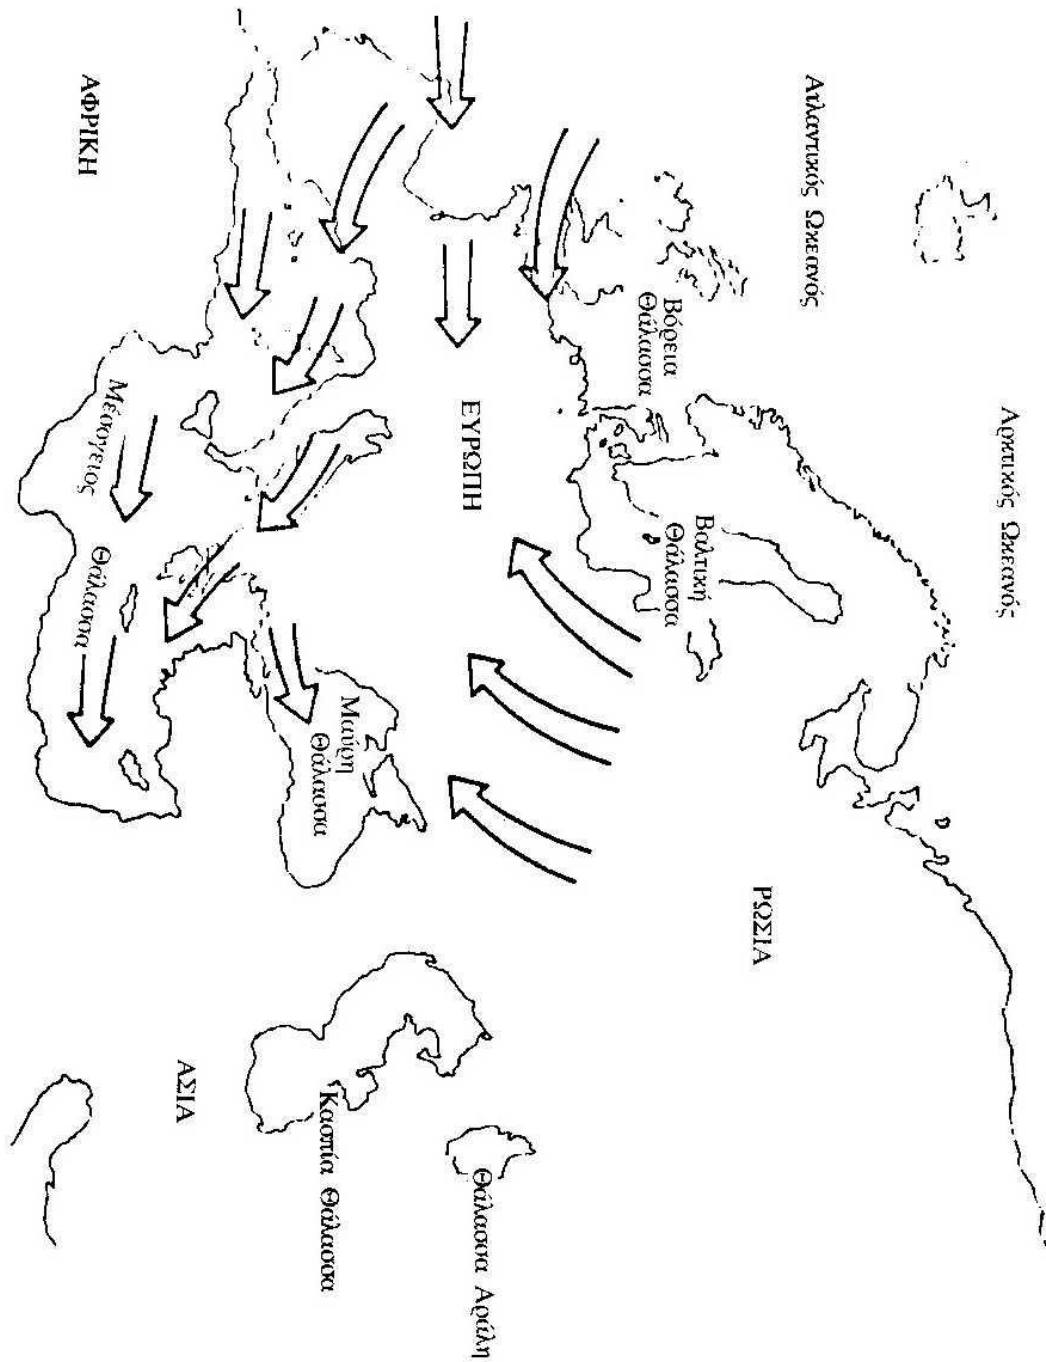 Αρκτικός Ωκεανός
Ατλαντικός Ωκεανός
Βόρεια
Θάλασσα
Βαλτική
Θάλασσα
ΡΩΣΙΑ
ΕΥΡΩΠΗ
Θάλασσα Αράλη
Μαύρη
Θάλασσα
Κασπία Θάλασσα
ΑΣΙΑ
ΑΦΡΙΚΗ
Μέσογειος Θάλασσα